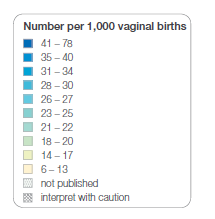 Number per 1,000 vaginal births
41 – 78
35 – 40
31 – 34
28 – 30
26 – 27
23 – 25
21 – 22
18 – 20
14 – 17
6 – 13
not published
interpret with caution